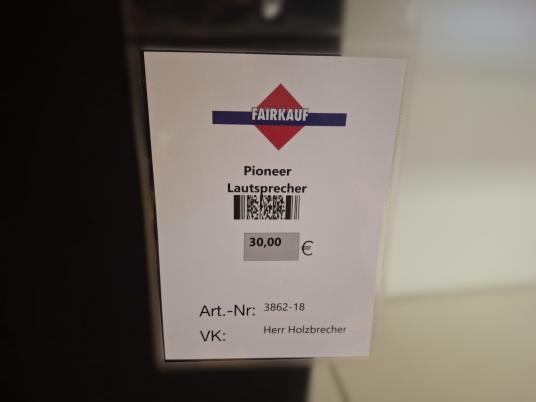 FAIRKAUF
Pioneer
Lautsprecher
30,00 €
Art.-Nr: 3862-18
VK: Herr Holzbrecher